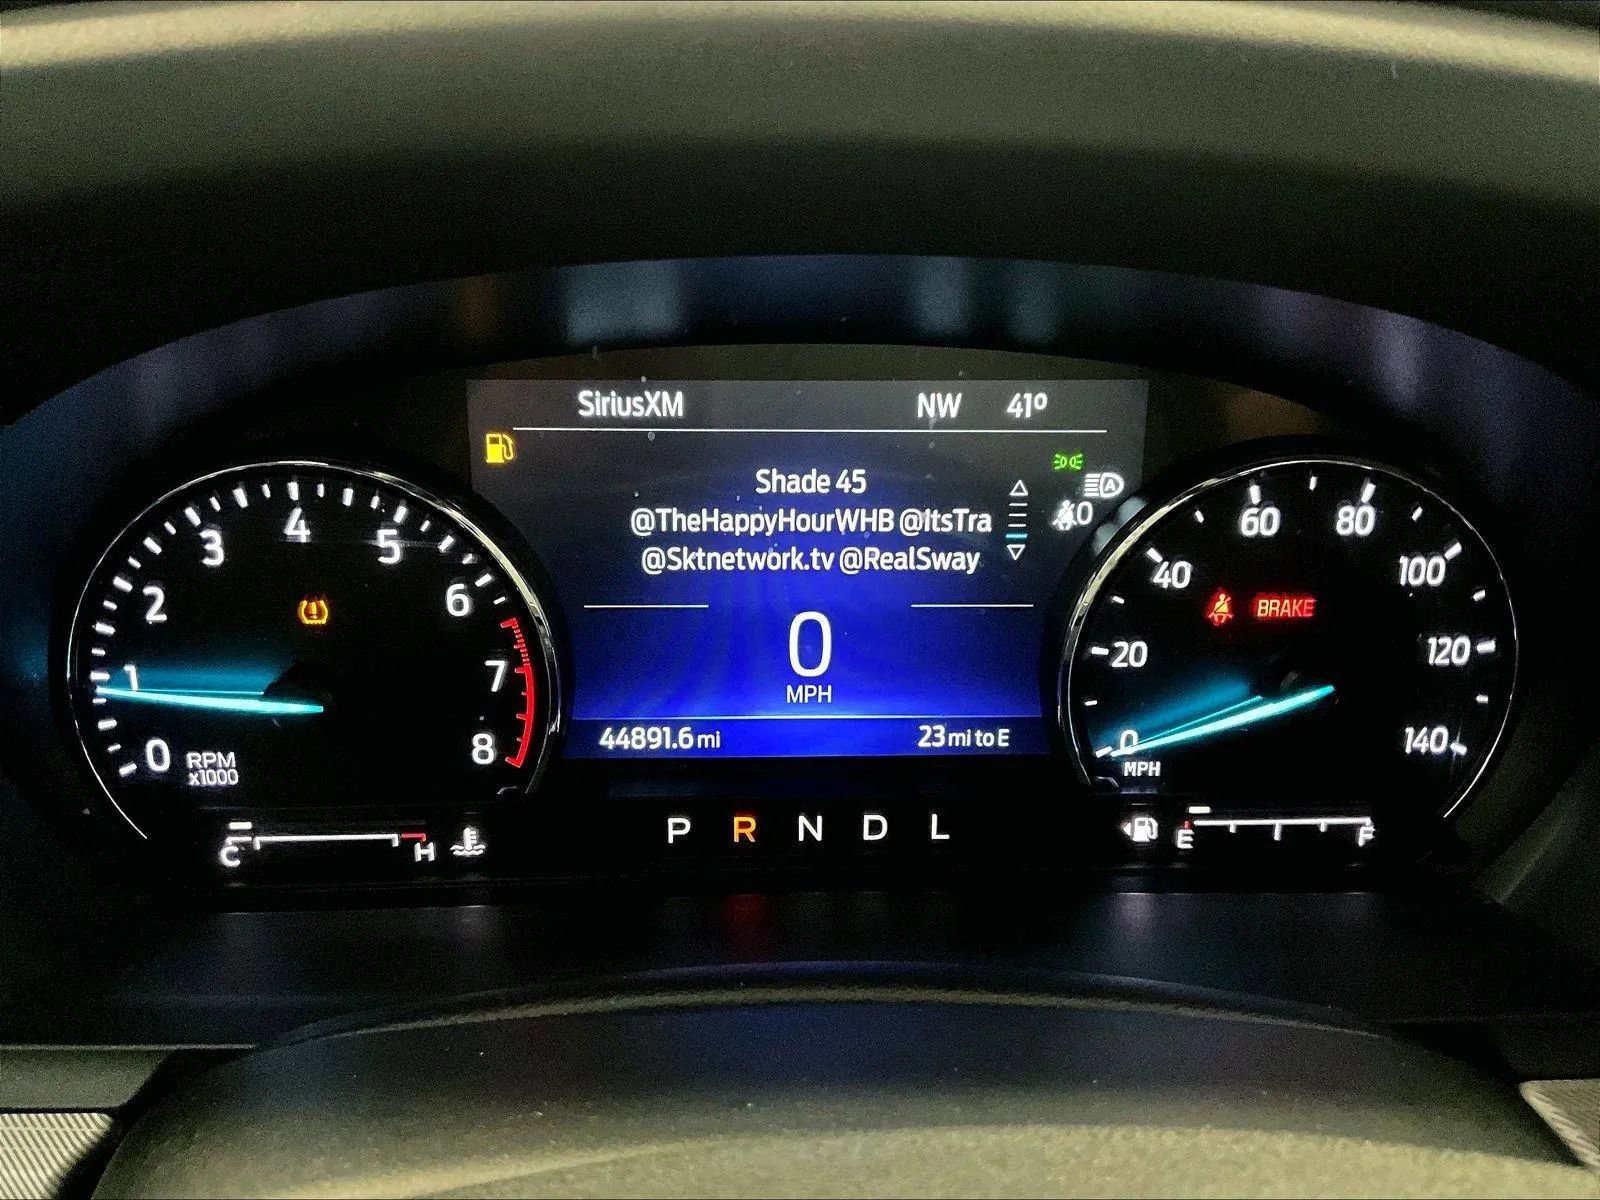 SiriusXM NW 41º
Shade 45
@TheHappyHourWHB @ItsTra
@Sktnetwork.tv @RealSway
0
MPH
44891.6 mi 23 mi to E
0 1 2 3 4 5 6 7 8
RPM
x1000
C H
P R N D L
0 20 40 60 80 100 120 140
MPH
BRAKE
E F